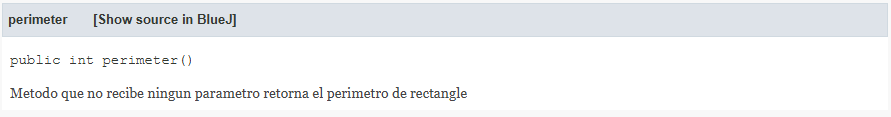 perimeter [Show source in BlueJ]
public int perimeter()
Metodo que no recibe ningun parametro retorna el perimetro de rectangle